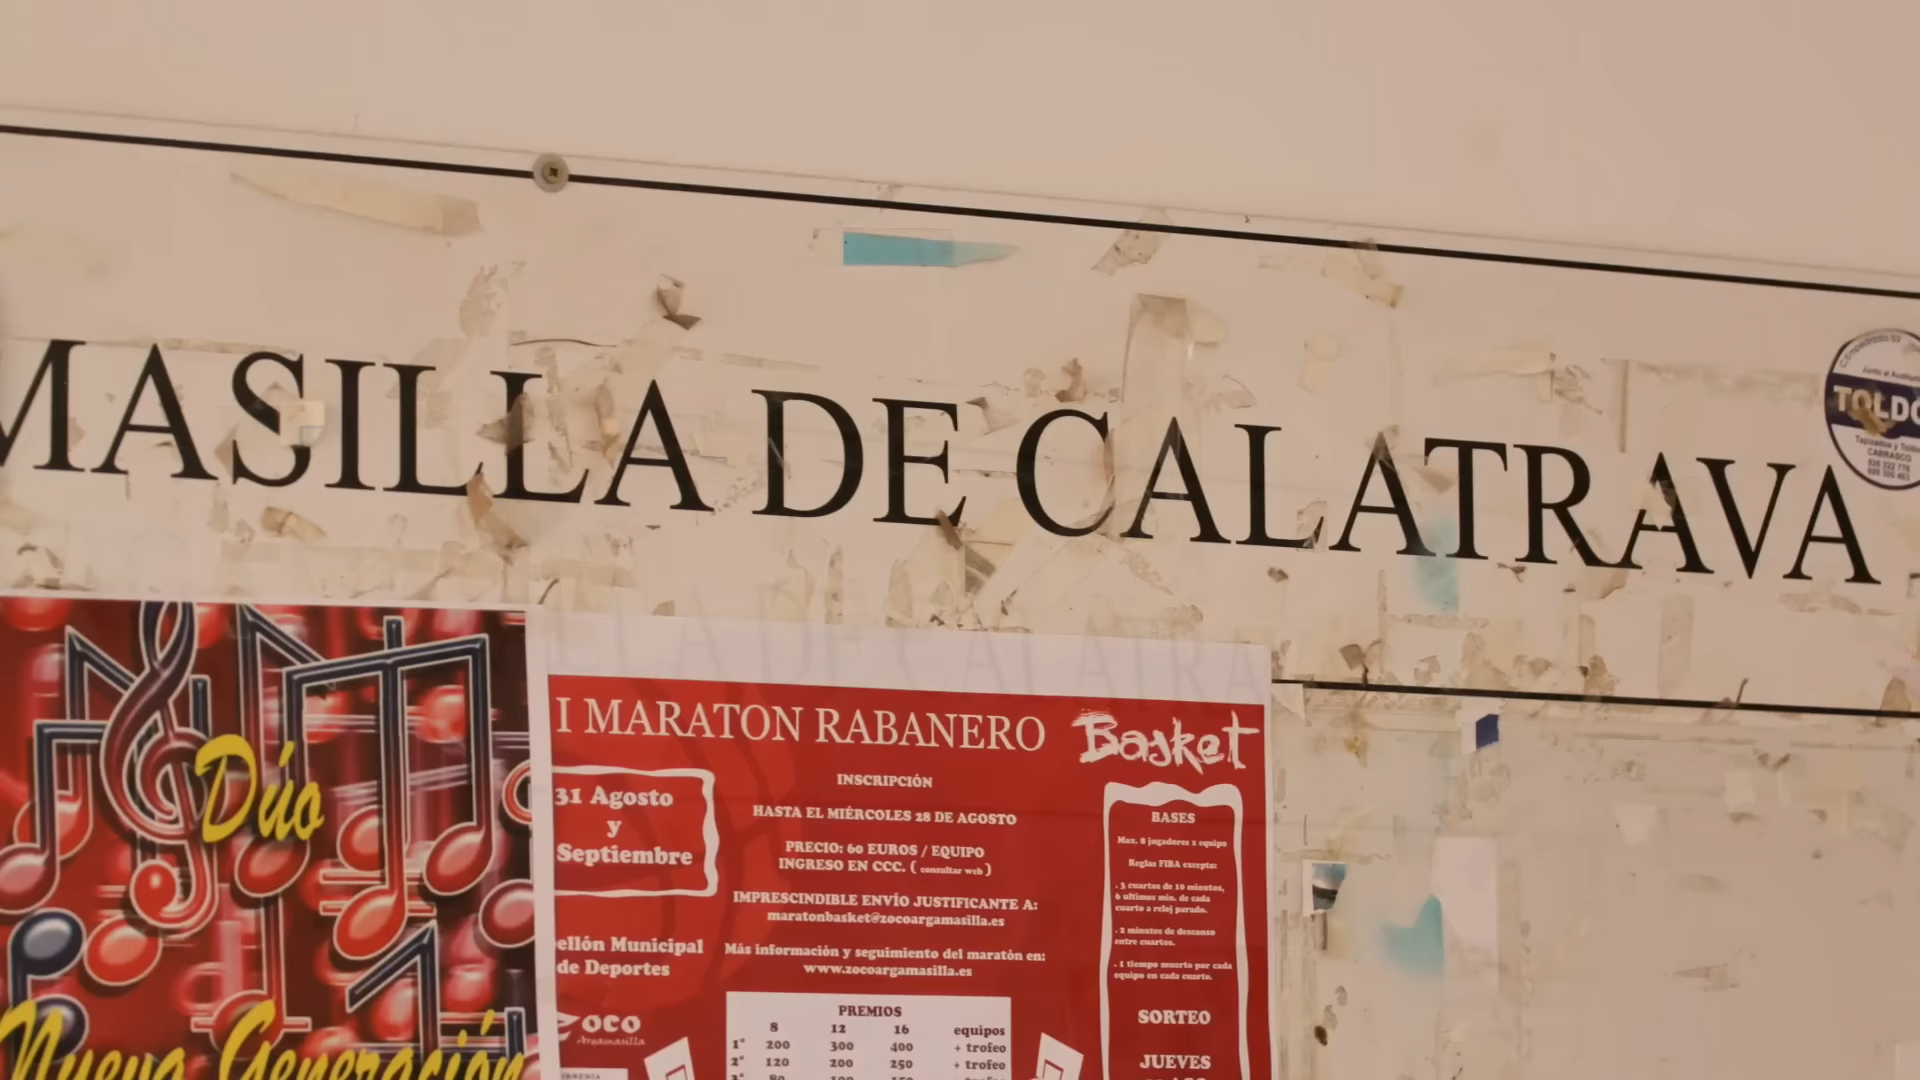 MASILLA DE CALATRAVA
TOLDO
Tapizados y Toldos
CARRASCO
Dúo
Nueva Generación
I MARATON RABANERO
Basket
31 Agosto
y
Septiembre
ellón Municipal
de Deportes
zoco
Argamasilla
INSCRIPCIÓN
HASTA EL MIÉRCOLES 28 DE AGOSTO
PRECIO: 60 EUROS / EQUIPO
INGRESO EN CCC. ( consultar web )
IMPRESCINDIBLE ENVÍO JUSTIFICANTE A:
maratonbasket@zocoargamasilla.es
Más información y seguimiento del maratón en:
www.zocoargamasilla.es
PREMIOS
8 12 16 equipos
1º 200 300 400 + trofeo
2º 120 200 250 + trofeo
BASES
Max. 8 jugadores x equipo
Reglas FIBA excepto:
. 3 cuartos de 10 minutos,
6 ultimos min. de cada
cuarto a reloj parado.
. 2 minutos de descanso
entre cuartos.
. 1 tiempo muerto por cada
equipo en cada cuarto.
SORTEO
JUEVES